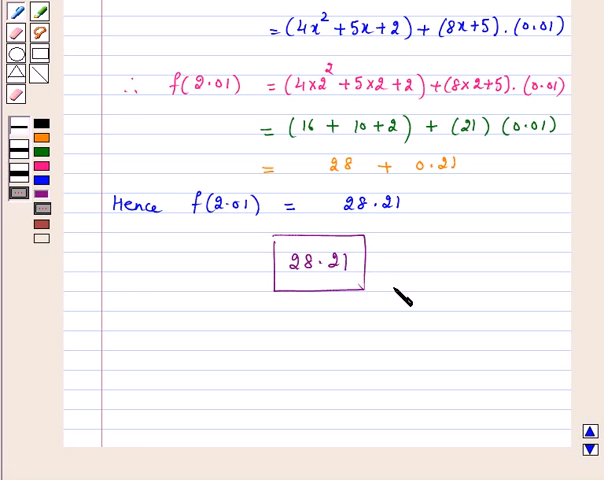 = (4x² + 5x + 2) + (8x + 5) . (0.01)
∴ f(2.01) = (4×2² + 5×2 + 2) + (8×2 + 5) . (0.01)
= (16 + 10 + 2) + (21) (0.01)
= 28 + 0.21
Hence f(2.01) = 28.21
28.21